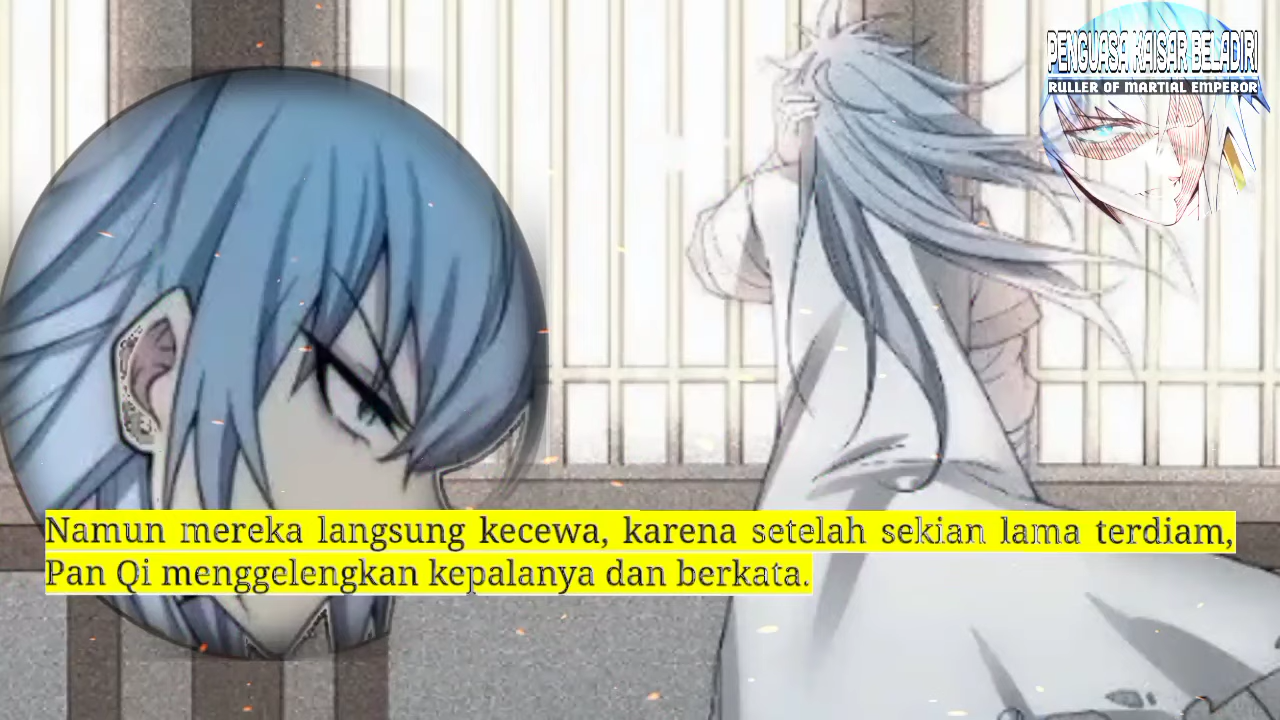 PENGUASA KAISAR BELADIRI
RULLER OF MARTIAL EMPEROR
Namun mereka langsung kecewa, karena setelah sekian lama terdiam,
Pan Qi menggelengkan kepalanya dan berkata.